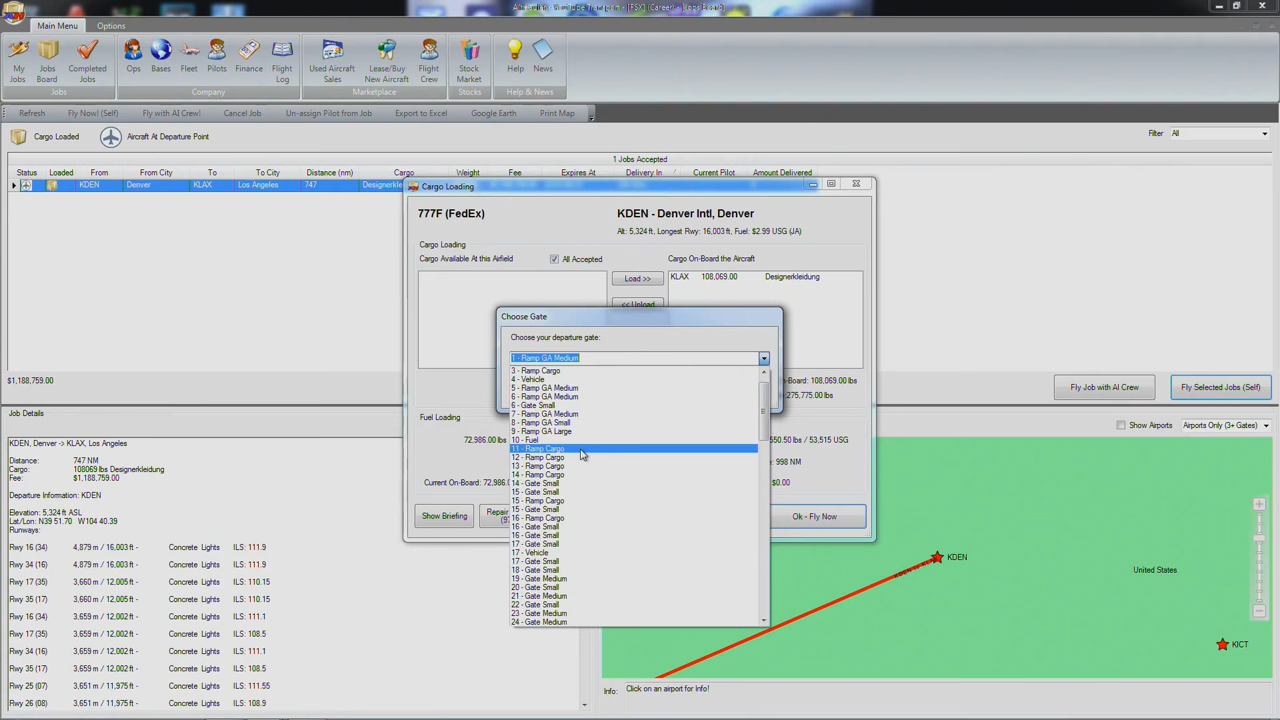 Main Menu Options
My Jobs
Jobs Board
Completed Jobs
Ops
Bases
Fleet
Pilots
Finance
Flight Log
Used Aircraft Sales
Lease/Buy New Aircraft
Flight Crew
Stock Market
Help
News
Jobs Company Marketplace Stocks Help & News
Refresh Fly Now! (Self) Fly with AI Crew! Cancel Job Un-assign Pilot from Job Export to Excel Google Earth Print Map
Cargo Loaded Aircraft At Departure Point Filter All
1 Jobs Accepted
Status Loaded From From City To To City Distance (nm) Cargo Weight Fee Expires At Delivery In Current Pilot Amount Delivered
KDEN Denver KLAX Los Angeles 747
Cargo Loading
777F (FedEx) KDEN - Denver Intl, Denver
Alt: 5,324 ft, Longest Rwy: 16,003 ft, Fuel: $2.99 USG (JA)
Cargo Loading
Cargo Available At this Airfield All Accepted Cargo On-Board the Aircraft
Load >> KLAX 108,069.00 Designerkleidung
Choose Gate
Choose your departure gate:
1 - Ramp GA Medium
3 - Ramp Cargo
4 - Vehicle
5 - Ramp GA Medium
6 - Ramp GA Medium
6 - Gate Small
7 - Ramp GA Medium
8 - Ramp GA Small
9 - Ramp GA Large
10 - Fuel
11 - Ramp Cargo
12 - Ramp Cargo
13 - Ramp Cargo
14 - Ramp Cargo
14 - Gate Small
15 - Gate Small
15 - Ramp Cargo
15 - Gate Small
16 - Ramp Cargo
16 - Gate Small
16 - Gate Small
17 - Gate Small
17 - Vehicle
17 - Gate Small
18 - Gate Small
19 - Gate Medium
20 - Gate Small
21 - Gate Medium
22 - Gate Small
23 - Gate Medium
24 - Gate Medium
On-Board: 108,069.00 lbs
275,775.00 lbs
Fuel Loading
72,986.00 lbs
550.50 lbs / 53,515 USG
998 NM
Current On-Board: 72,986.
$0.00
Show Briefing Repair Ok - Fly Now
$1,188,759.00 Fly Job with AI Crew Fly Selected Jobs (Self)
Job Details
Show Airports Airports Only (3+ Gates)
KDEN, Denver -> KLAX, Los Angeles
Distance: 747 NM
Cargo: 108069 lbs Designerkleidung
Fee: $1,188,759.00
Departure Information: KDEN
Elevation: 5,324 ft ASL
Lat/Lon: N39 51.70 W104 40.39
Runways:
Rwy 16 (34) 4,879 m / 16,003 ft - Concrete Lights ILS: 111.9
Rwy 34 (16) 4,879 m / 16,003 ft - Concrete Lights ILS: 111.9
Rwy 17 (35) 3,660 m / 12,005 ft - Concrete Lights ILS: 110.15
Rwy 35 (17) 3,660 m / 12,005 ft - Concrete Lights ILS: 110.15
Rwy 16 (34) 3,659 m / 12,003 ft - Concrete Lights ILS: 111.1
Rwy 17 (35) 3,659 m / 12,003 ft - Concrete Lights ILS: 108.5
Rwy 34 (16) 3,659 m / 12,003 ft - Concrete Lights ILS: 111.1
Rwy 35 (17) 3,659 m / 12,003 ft - Concrete Lights ILS: 108.5
Rwy 25 (07) 3,651 m / 11,975 ft - Concrete Lights ILS: 111.55
Rwy 26 (08) 3,651 m / 11,975 ft - Concrete Lights ILS: 108.9
KDEN
United States
KICT
Info: Click on an airport for Info!